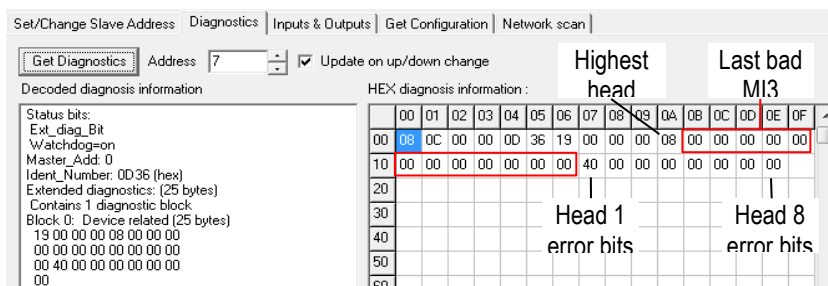 Set/Change Slave Address Diagnostics Inputs & Outputs Get Configuration Network scan
Get Diagnostics Address 7 Update on up/down change
Highest head
Last bad MI3
Decoded diagnosis information
HEX diagnosis information :
Status bits:
Ext_diag_Bit
Watchdog=on
Master_Add: 0
Ident_Number: 0D36 (hex)
Extended diagnostics: (25 bytes)
Contains 1 diagnostic block
Block 0: Device related (25 bytes)
19 00 00 00 08 00 00 00
00 00 00 00 00 00 00 00
00 40 00 00 00 00 00 00
00
00 01 02 03 04 05 06 07 08 09 0A 0B 0C 0D 0E 0F
00 08 0C 00 00 0D 36 19 00 00 00 08 00 00 00 00 00
10 00 00 00 00 00 00 00 40 00 00 00 00 00 00 00
20
30
40
50
60
Head 1 error bits
Head 8 error bits